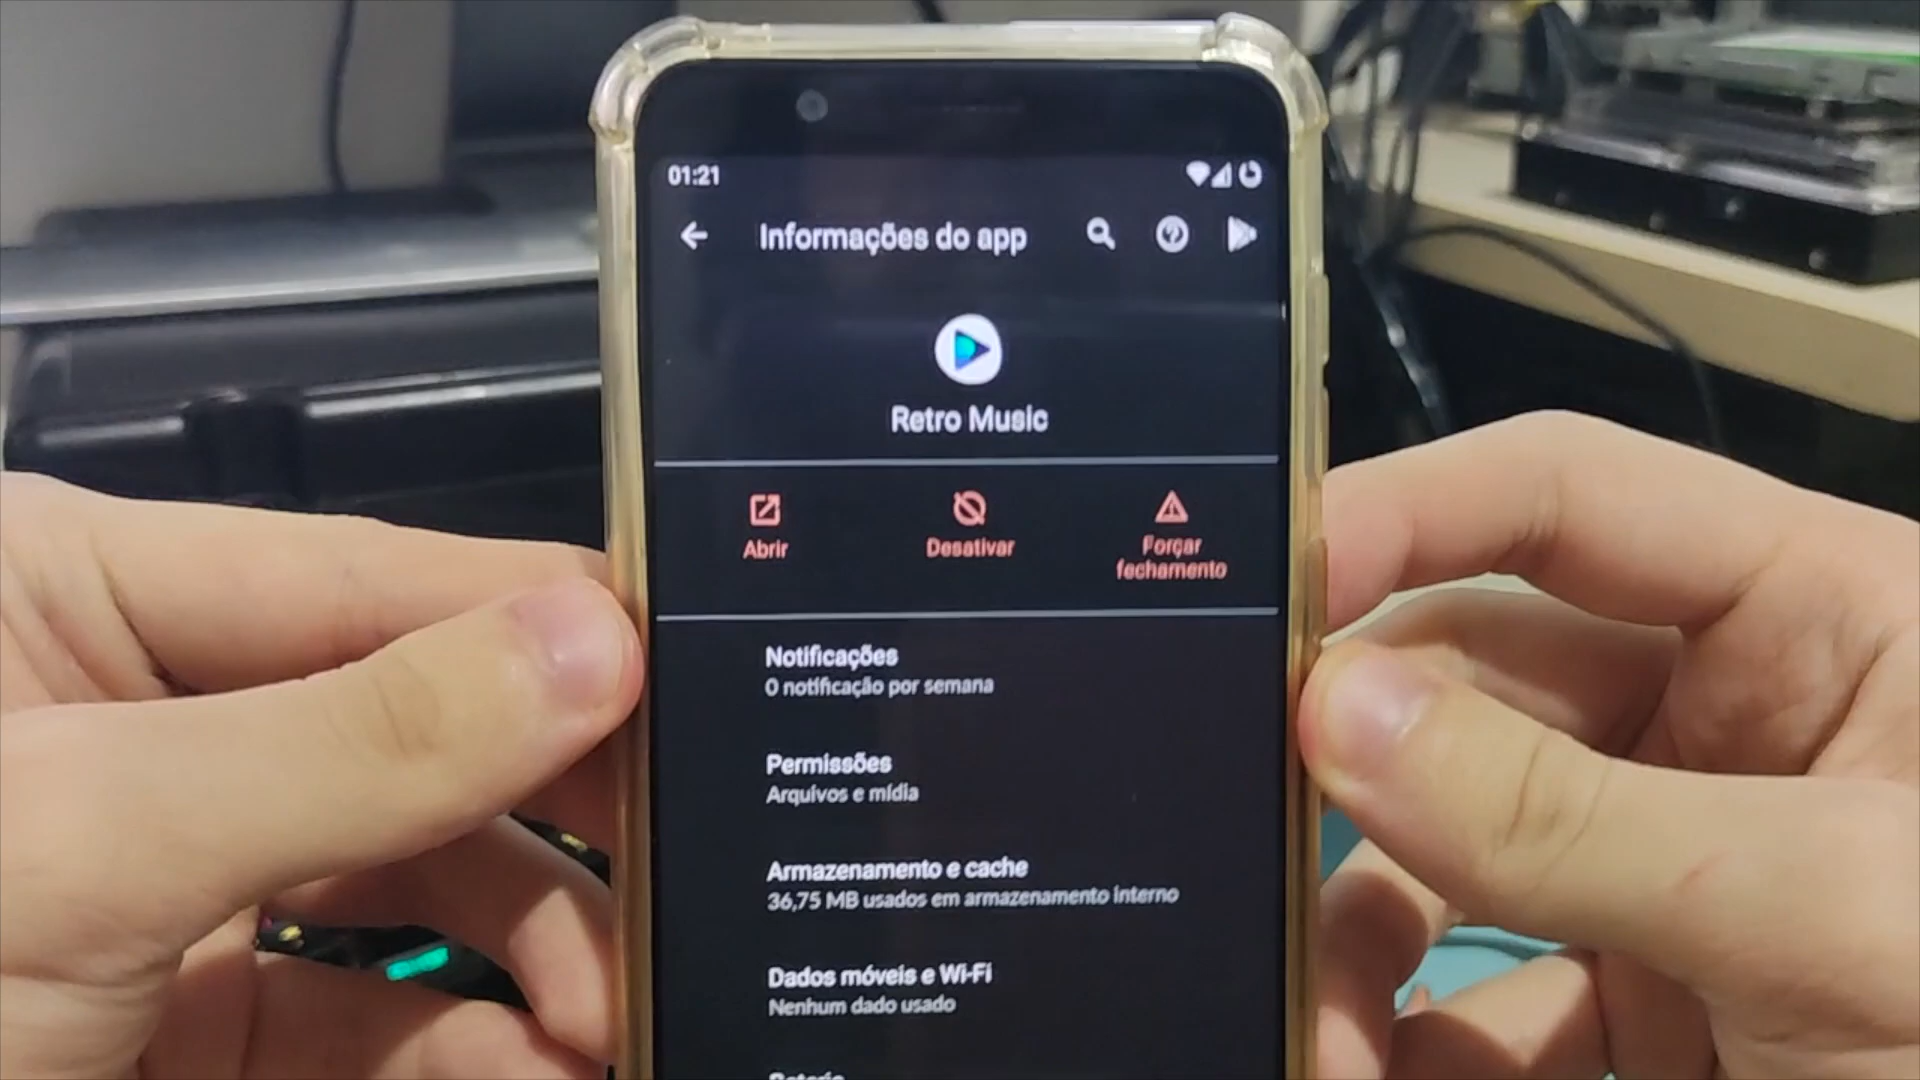 01:21
Informações do app
Retro Music
Abrir
Desativar
Forçar
fechamento
Notificações
0 notificação por semana
Permissões
Arquivos e mídia
Armazenamento e cache
36,75 MB usados em armazenamento interno
Dados móveis e Wi-Fi
Nenhum dado usado